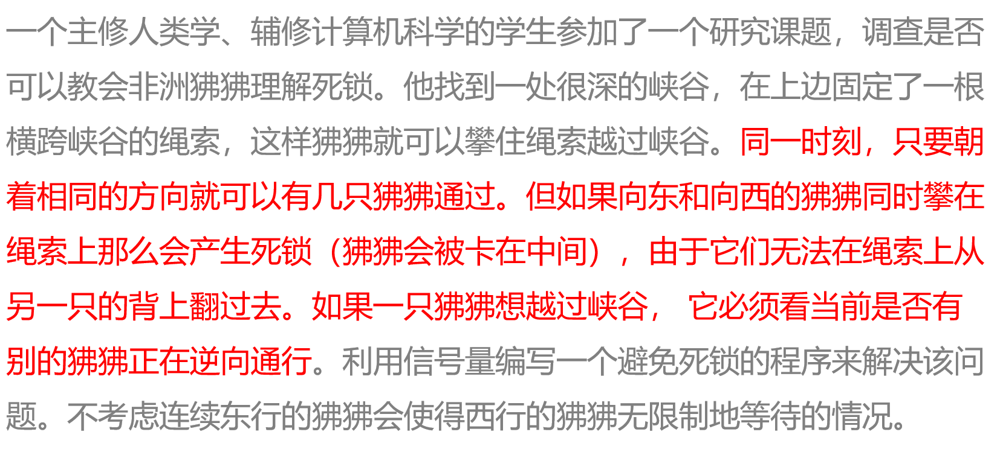 一个主修人类学、辅修计算机科学的学生参加了一个研究课题，调查是否
可以教会非洲狒狒理解死锁。他找到一处很深的峡谷，在上边固定了一根
横跨峡谷的绳索，这样狒狒就可以攀住绳索越过峡谷。同一时刻，只要朝
着相同的方向就可以有几只狒狒通过。但如果向东和向西的狒狒同时攀在
绳索上那么会产生死锁（狒狒会被卡在中间），由于它们无法在绳索上从
另一只的背上翻过去。如果一只狒狒想越过峡谷， 它必须看当前是否有
别的狒狒正在逆向通行。利用信号量编写一个避免死锁的程序来解决该问
题。不考虑连续东行的狒狒会使得西行的狒狒无限制地等待的情况。